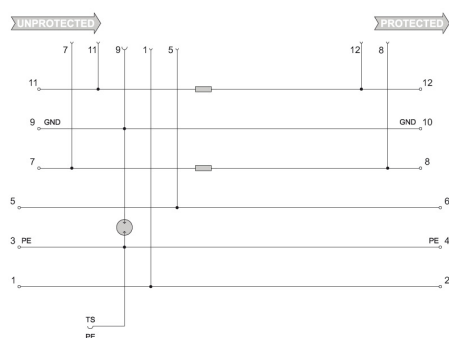 UNPROTECTED PROTECTED
7 11 9 1 5 12 8
11 12
9 GND GND 10
7 8
5 6
3 PE PE 4
1 2
TS
PE